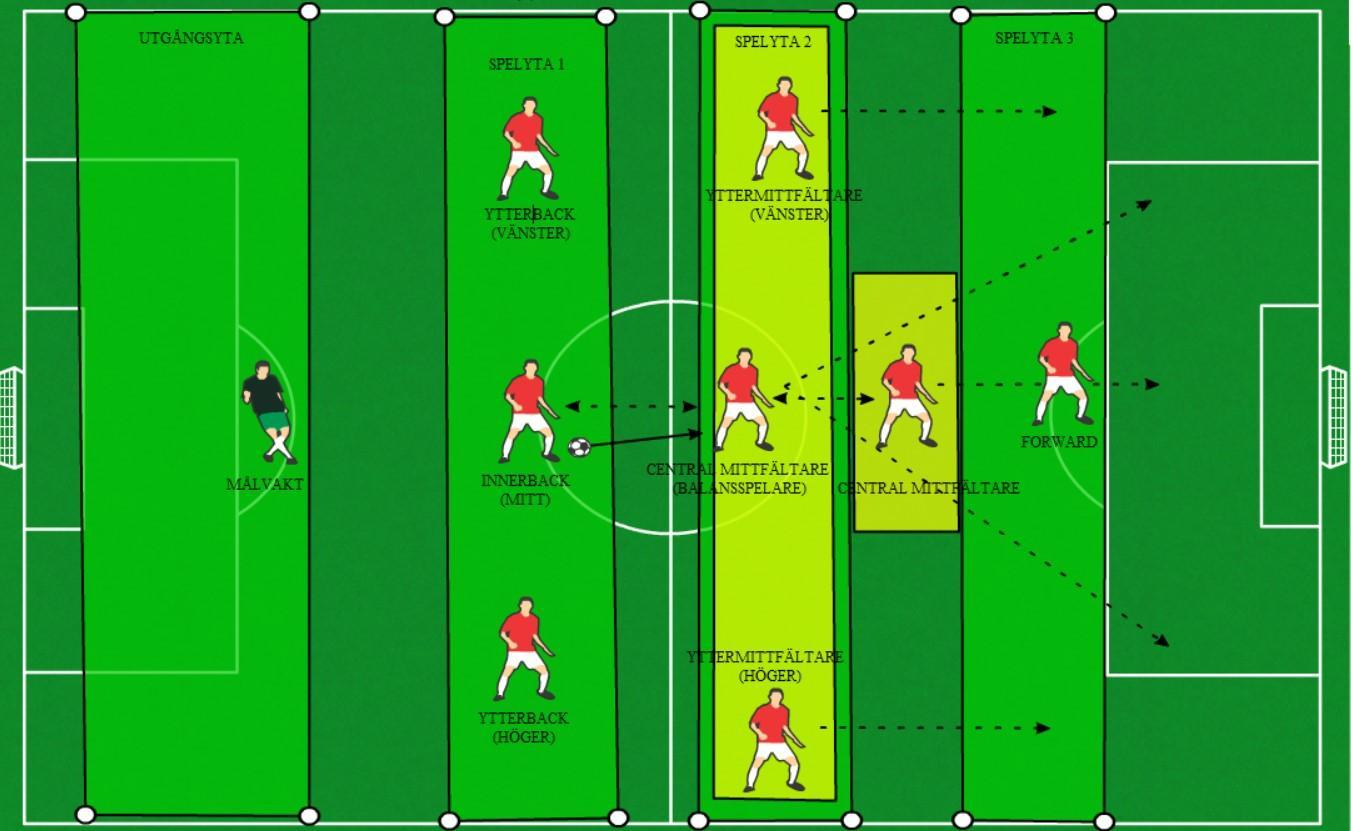 UTGÅNGSYTA
SPELYTA 1
SPELYTA 2
SPELYTA 3
YTTERBACK
(VÄNSTER)
YTTERMITTFÄLTARE
(VÄNSTER)
MÅLVAKT
INNERBACK
(MITT)
CENTRAL MITTFÄLTARE
(BALANSSPELARE)
CENTRAL MITTFÄLTARE
FORWARD
YTTERBACK
(HÖGER)
YTTERMITTFÄLTARE
(HÖGER)